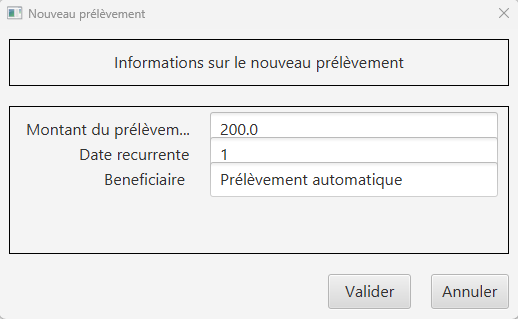 Nouveau prélèvement
Informations sur le nouveau prélèvement
Montant du prélèvem... 200.0
Date recurrente 1
Beneficiaire Prélèvement automatique
Valider Annuler